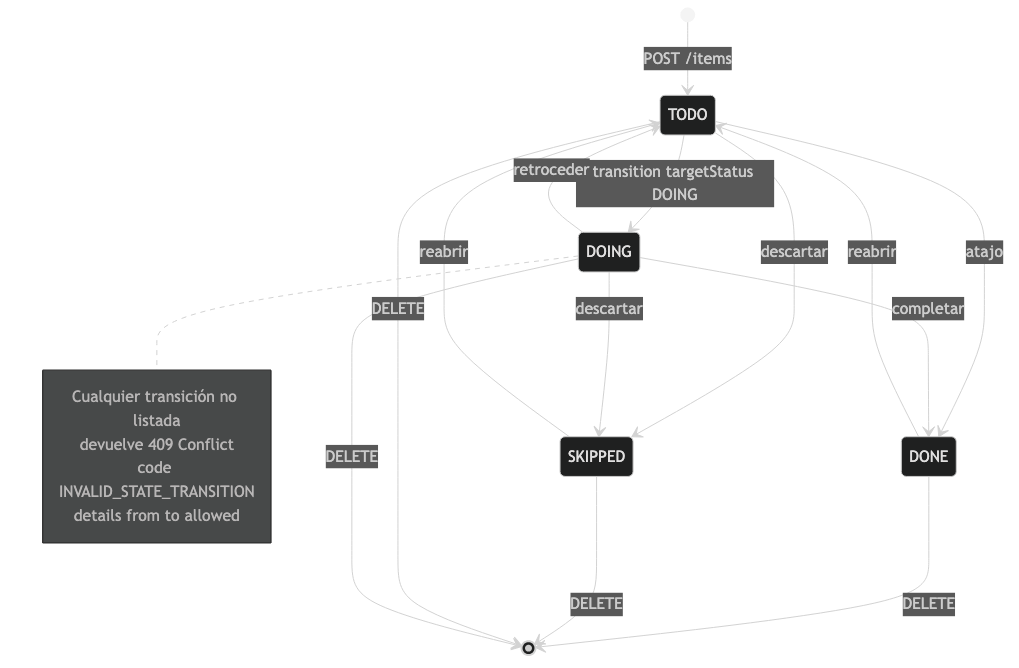 POST /items
TODO
retroceder
transition targetStatus
DOING
reabrir
DOING
descartar
reabrir
atajo
DELETE
descartar
completar
Cualquier transición no
listada
devuelve 409 Conflict
code
INVALID_STATE_TRANSITION
details from to allowed
DELETE
SKIPPED
DONE
DELETE
DELETE